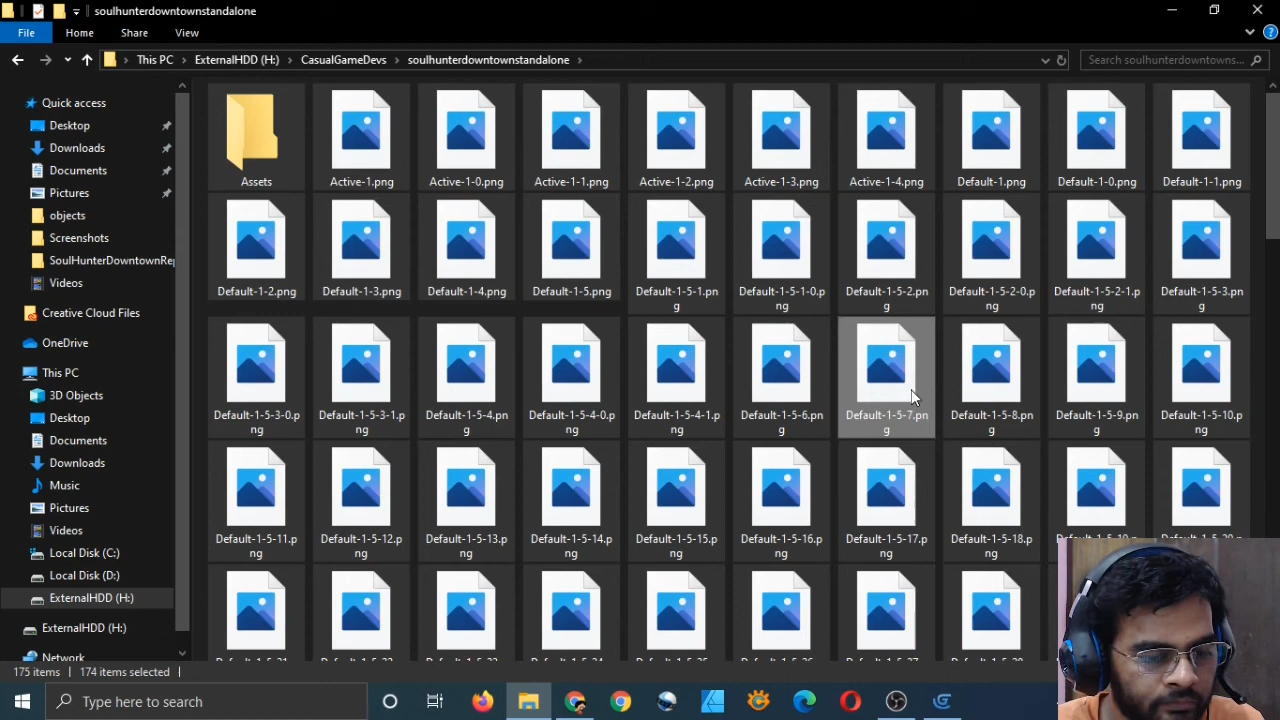 soulhunterdowntownstandalone
File Home Share View
This PC ExternalHDD (H:) CasualGameDevs soulhunterdowntownstandalone Search soulhunterdowntowns...
Quick access
Desktop
Downloads
Documents
Pictures
objects
Screenshots
SoulHunterDowntownRep
Videos
Creative Cloud Files
OneDrive
This PC
3D Objects
Desktop
Documents
Downloads
Music
Pictures
Videos
Local Disk (C:)
Local Disk (D:)
ExternalHDD (H:)
ExternalHDD (H:)
Network
Assets Active-1.png Active-1-0.png Active-1-1.png Active-1-2.png Active-1-3.png Active-1-4.png Default-1.png Default-1-0.png Default-1-1.png
Default-1-2.png Default-1-3.png Default-1-4.png Default-1-5.png Default-1-5-1.png Default-1-5-1-0.png Default-1-5-2.png Default-1-5-2-0.png Default-1-5-2-1.png Default-1-5-3.png
Default-1-5-3-0.png Default-1-5-3-1.png Default-1-5-4.png Default-1-5-4-0.png Default-1-5-4-1.png Default-1-5-6.png Default-1-5-7.png Default-1-5-8.png Default-1-5-9.png Default-1-5-10.png
Default-1-5-11.png Default-1-5-12.png Default-1-5-13.png Default-1-5-14.png Default-1-5-15.png Default-1-5-16.png Default-1-5-17.png Default-1-5-18.png
175 items 174 items selected
Type here to search